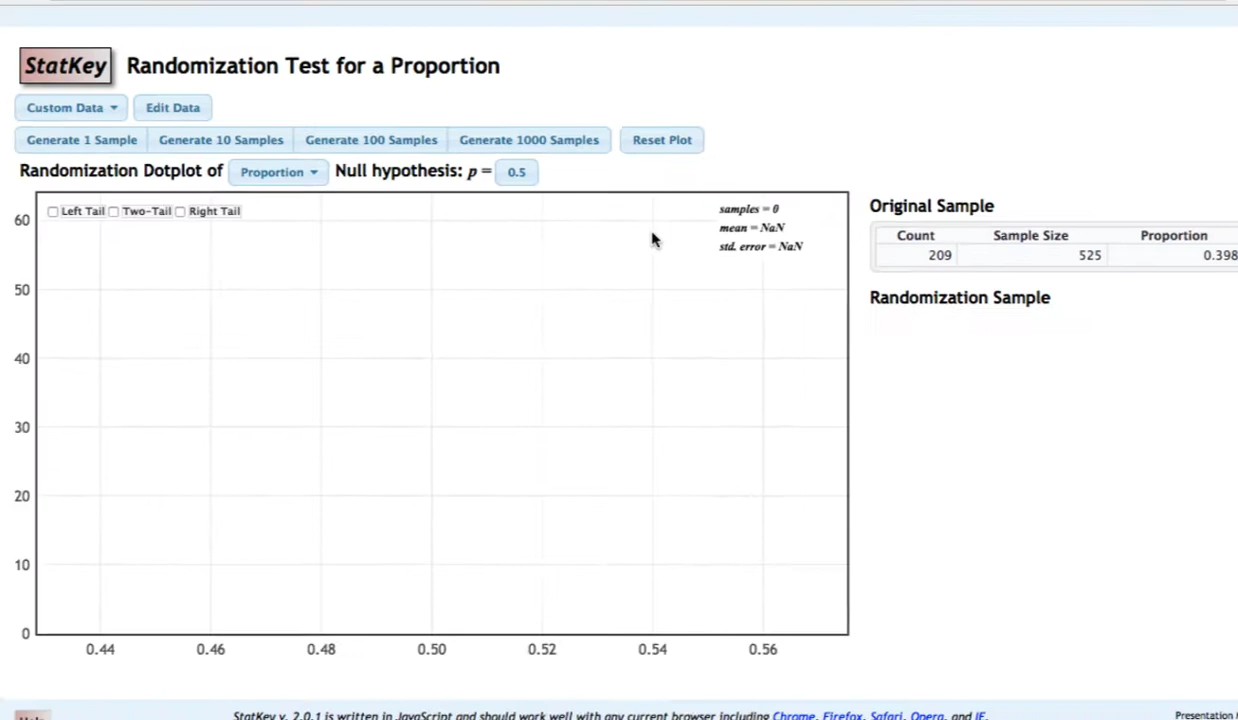 StatKey Randomization Test for a Proportion
Custom Data Edit Data
Generate 1 Sample Generate 10 Samples Generate 100 Samples Generate 1000 Samples Reset Plot
Randomization Dotplot of Proportion Null hypothesis: p = 0.5
Left Tail Two-Tail Right Tail
samples = 0
mean = NaN
std. error = NaN
60
50
40
30
20
10
0
0.44 0.46 0.48 0.50 0.52 0.54 0.56
Original Sample
Count Sample Size Proportion
209 525 0.398
Randomization Sample
Help
StatKey v. 2.0.1 is written in JavaScript and should work well with any current browser including Chrome, Firefox, Safari, Opera, and IE.
Presentation